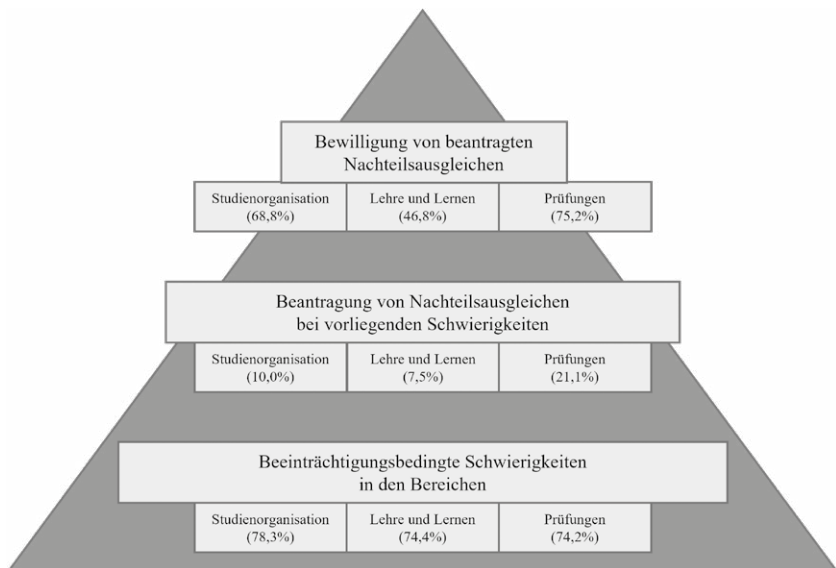 Bewilligung von beantragten
Nachteilsausgleichen
Studienorganisation Lehre und Lernen Prüfungen
(68,8%) (46,8%) (75,2%)
Beantragung von Nachteilsausgleichen
bei vorliegenden Schwierigkeiten
Studienorganisation Lehre und Lernen Prüfungen
(10,0%) (7,5%) (21,1%)
Beeinträchtigungsbedingte Schwierigkeiten
in den Bereichen
Studienorganisation Lehre und Lernen Prüfungen
(78,3%) (74,4%) (74,2%)